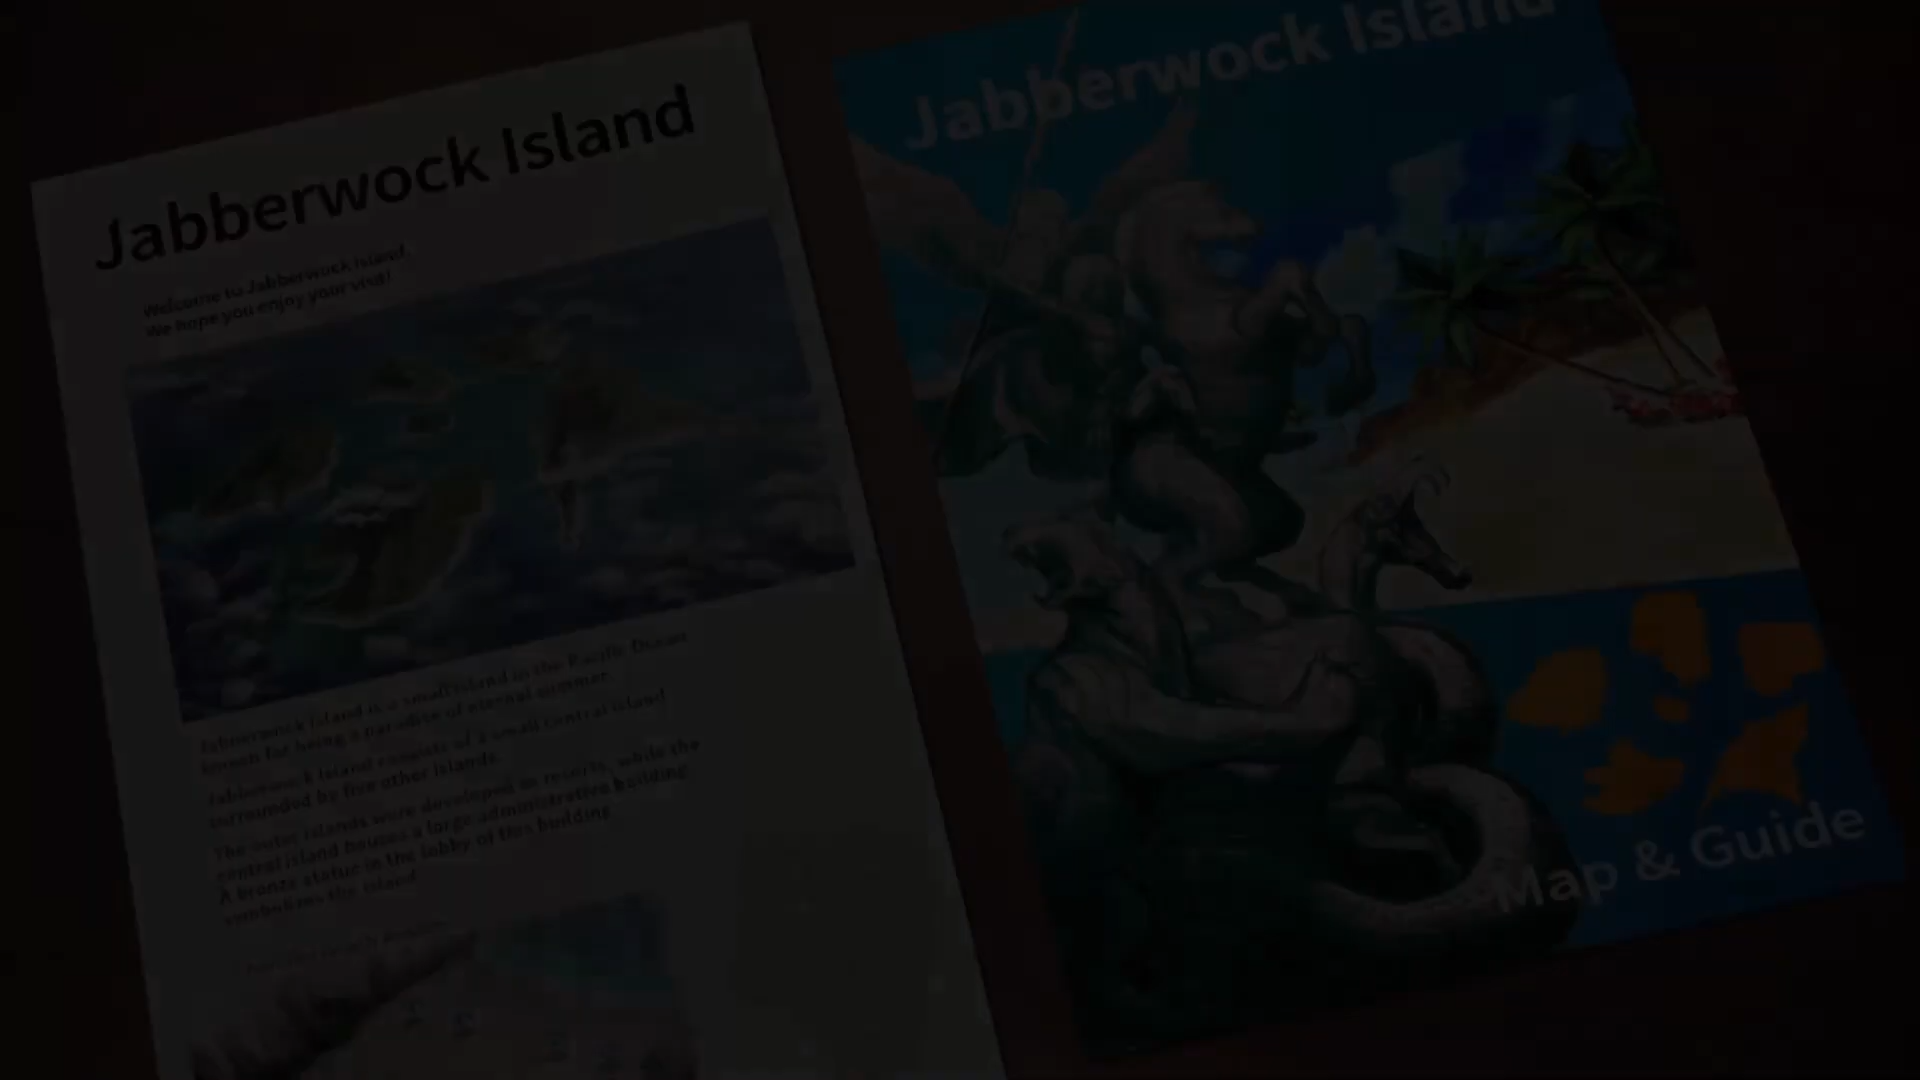 Jabberwock Island
Welcome to Jabberwock Island
We hope you enjoy your visit!
Jabberwock Island is a small island in the Pacific Ocean
known for being a paradise of eternal summer.
Jabberwock Island consists of a small central island
surrounded by five other islands.
The outer islands were developed as resorts, while the
central island houses a large administrative building.
A bronze statue in the lobby of this building
symbolizes the island.
Jabberwock Island
Map & Guide